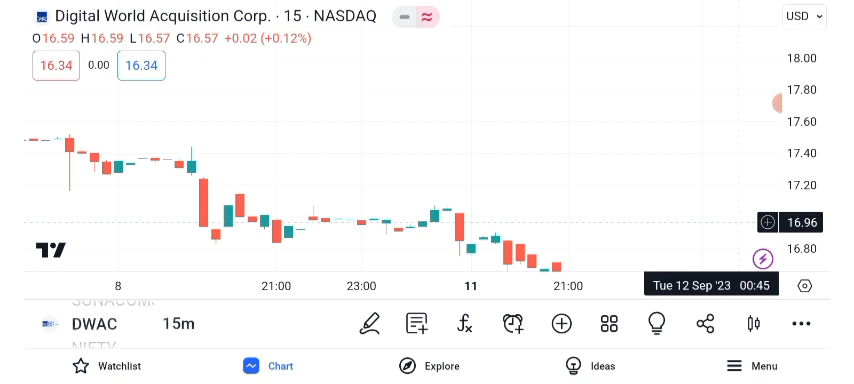 Digital World Acquisition Corp. · 15 · NASDAQ
USD
O16.59 H16.59 L16.57 C16.57 +0.02 (+0.12%)
16.34 0.00 16.34
18.00
17.80
17.60
17.40
17.20
16.96
16.80
8 21:00 23:00 11 21:00 Tue 12 Sep '23 00:45
DWAC 15m
NIFTY
Watchlist Chart Explore Ideas Menu